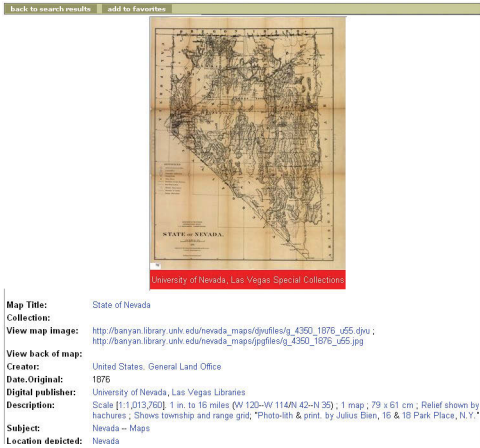 back to search results add to favorites
STATE OF NEVADA.
University of Nevada, Las Vegas Special Collections
Map Title: State of Nevada
Collection:
View map image: http://banyan.library.unlv.edu/nevada_maps/djvufiles/g_4350_1876_u55.djvu ;
http://banyan.library.unlv.edu/nevada_maps/jpgfiles/g_4350_1876_u55.jpg
View back of map:
Creator: United States. General Land Office
Date.Original: 1876
Digital publisher: University of Nevada, Las Vegas Libraries
Description: Scale [1:1,013,760]. 1 in. to 16 miles (W 120--W 114/N 42--N 35) ; 1 map ; 79 x 61 cm ; Relief shown by
hachures ; Shows township and range grid; "Photo-lith & print. by Julius Bien, 16 & 18 Park Place, N.Y."
Subject: Nevada -- Maps
Location depicted: Nevada